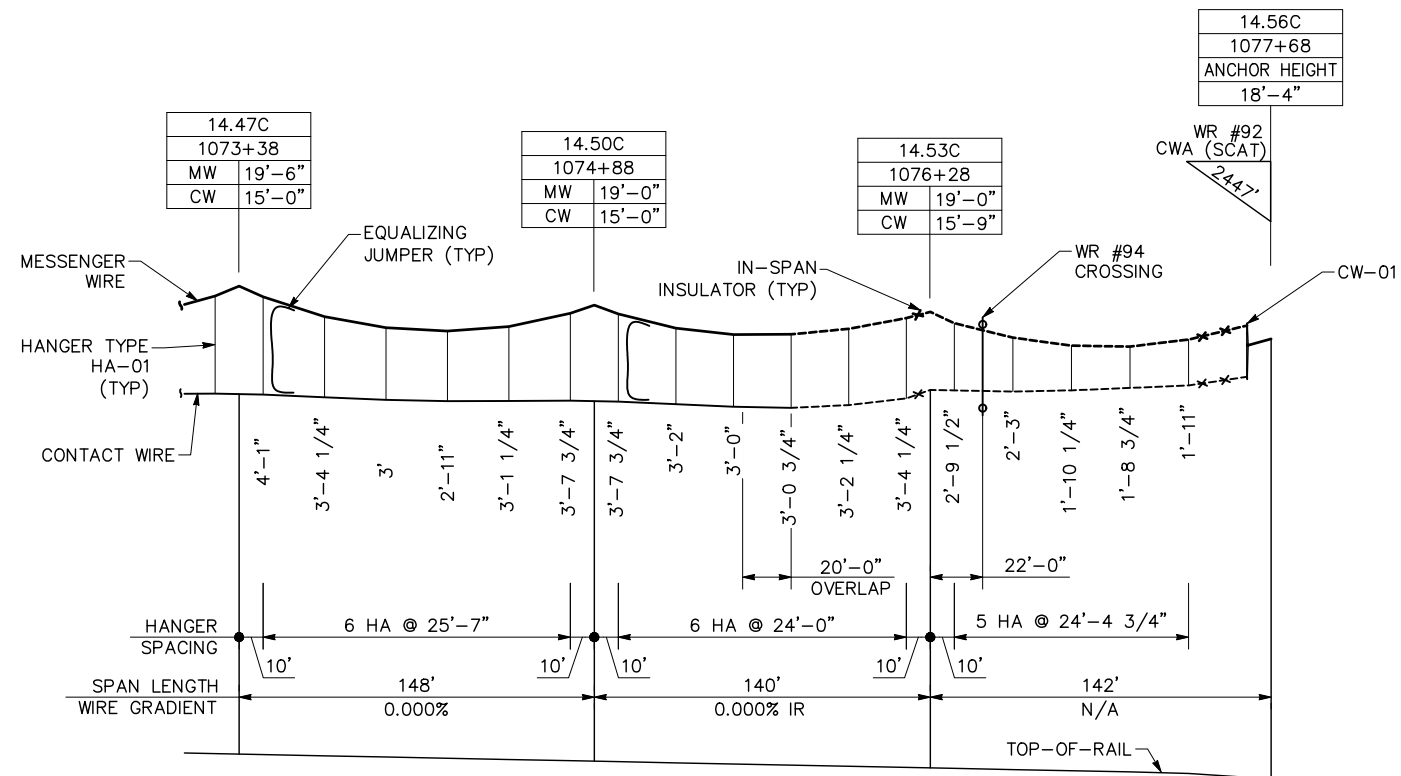 14.56C
1077+68
ANCHOR HEIGHT
18'-4"
WR #92
CWA (SCAT)
2447'
14.47C
1073+38
MW 19'-6"
CW 15'-0"
14.50C
1074+88
MW 19'-0"
CW 15'-0"
14.53C
1076+28
MW 19'-0"
CW 15'-9"
MESSENGER
WIRE
EQUALIZING
JUMPER (TYP)
IN-SPAN
INSULATOR (TYP)
WR #94
CROSSING
CW-01
HANGER TYPE
HA-01
(TYP)
CONTACT WIRE
4'-1"
3'-4 1/4"
3'
2'-11"
3'-1 1/4"
3'-7 3/4"
3'-7 3/4"
3'-2"
3'-0"
3'-0 3/4"
3'-2 1/4"
3'-4 1/4"
2'-9 1/2"
2'-3"
1'-10 1/4"
1'-8 3/4"
1'-11"
20'-0"
OVERLAP
22'-0"
HANGER
SPACING
6 HA @ 25'-7"
6 HA @ 24'-0"
5 HA @ 24'-4 3/4"
10'
10'
10'
10'
10'
SPAN LENGTH
WIRE GRADIENT
148'
0.000%
140'
0.000% IR
142'
N/A
TOP-OF-RAIL